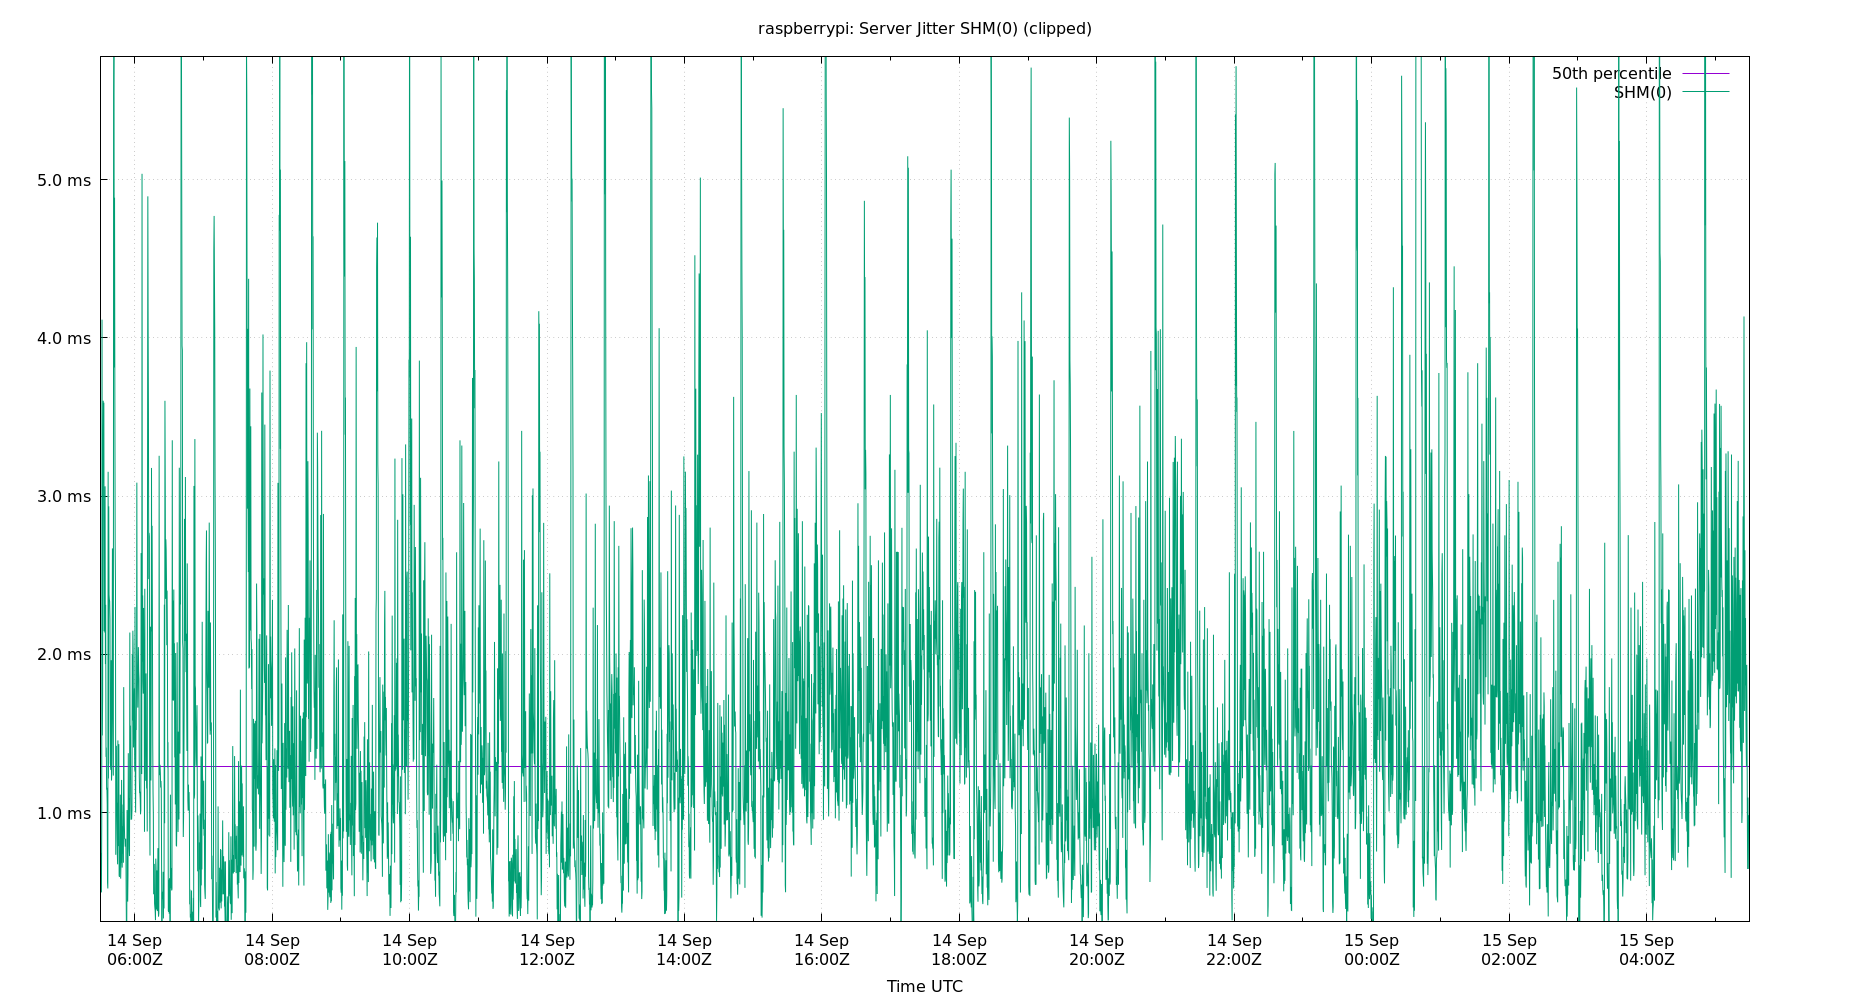 raspberrypi: Server Jitter SHM(0) (clipped)
50th percentile
SHM(0)
5.0 ms
4.0 ms
3.0 ms
2.0 ms
1.0 ms
14 Sep 14 Sep 14 Sep 14 Sep 14 Sep 14 Sep 14 Sep 14 Sep 14 Sep 15 Sep 15 Sep 15 Sep
06:00Z 08:00Z 10:00Z 12:00Z 14:00Z 16:00Z 18:00Z 20:00Z 22:00Z 00:00Z 02:00Z 04:00Z
Time UTC